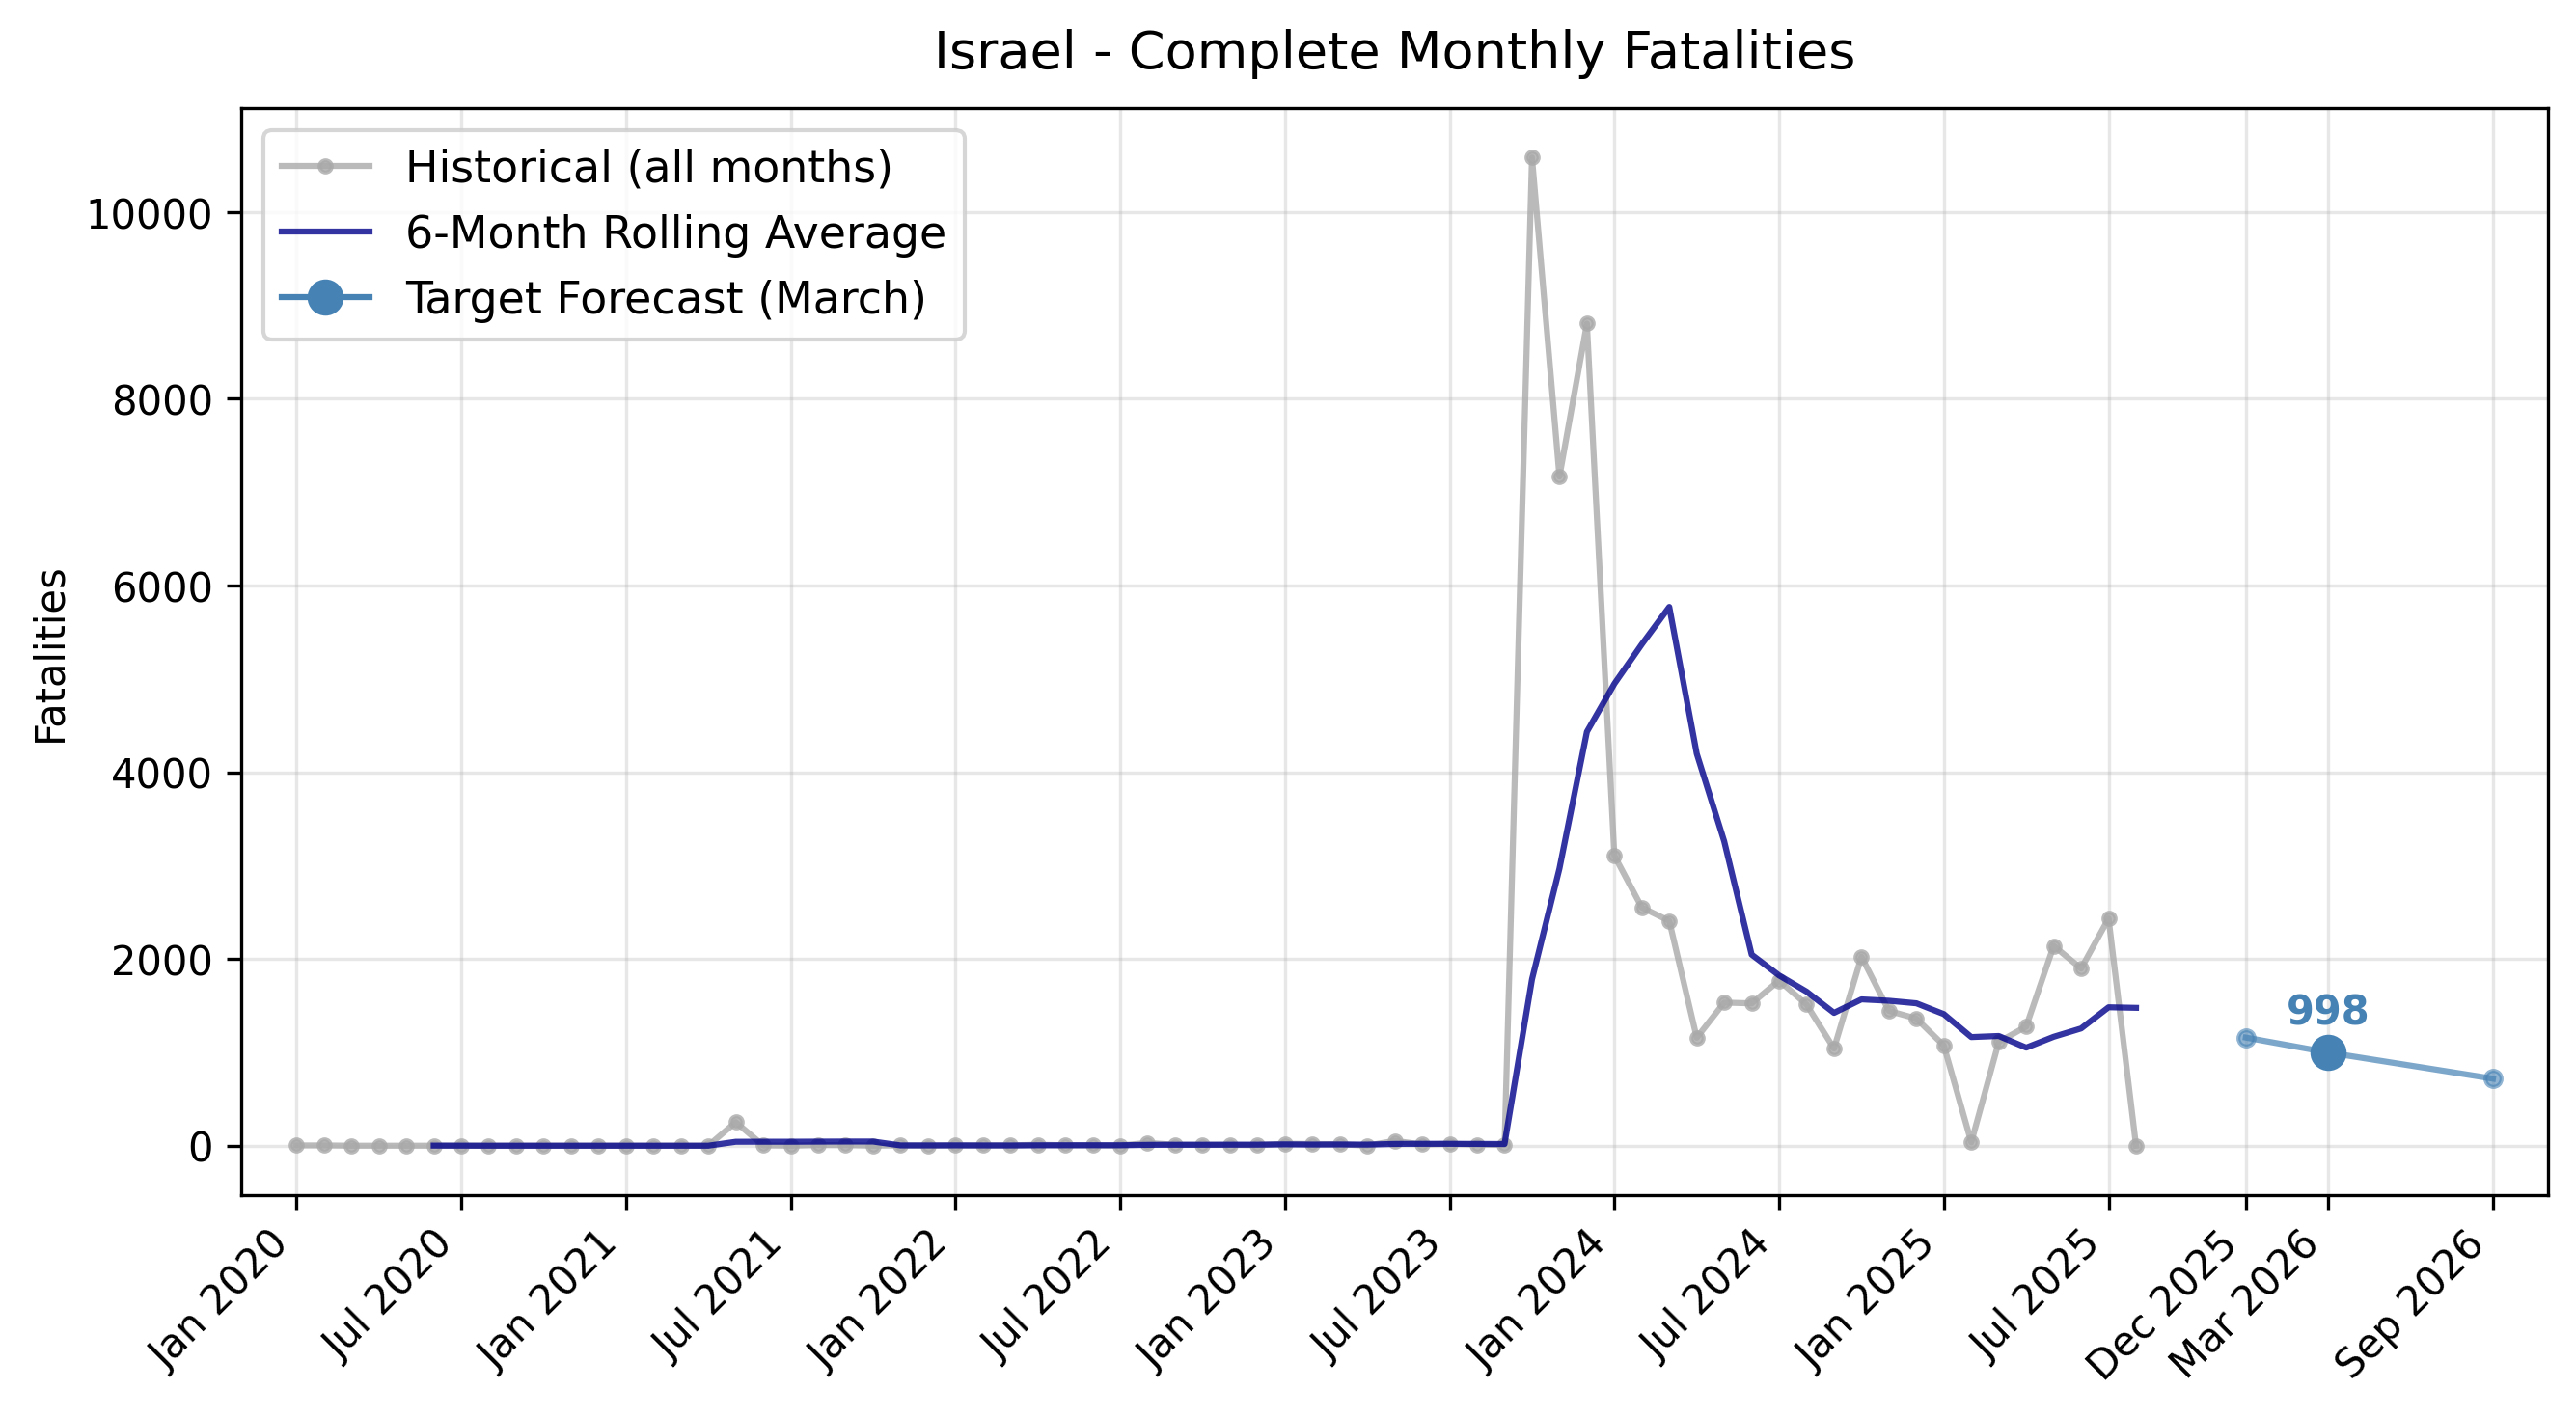 Israel - Complete Monthly Fatalities
Historical (all months)
6-Month Rolling Average
Target Forecast (March)
Fatalities
10000
8000
6000
4000
2000
0
998
Jan 2020
Jul 2020
Jan 2021
Jul 2021
Jan 2022
Jul 2022
Jan 2023
Jul 2023
Jan 2024
Jul 2024
Jan 2025
Jul 2025
Dec 2025
Mar 2026
Sep 2026